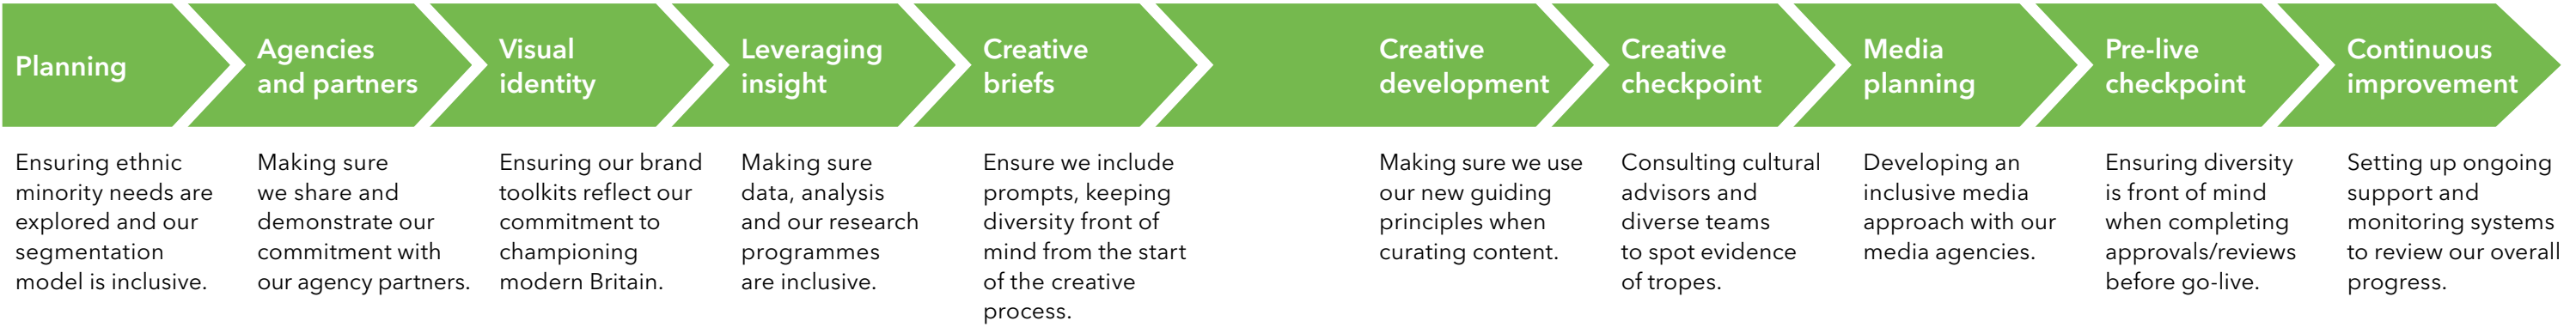 Planning
Ensuring ethnic
minority needs are
explored and our
segmentation
model is inclusive.
Agencies
and partners
Making sure
we share and
demonstrate our
commitment with
our agency partners.
Visual
identity
Ensuring our brand
toolkits reflect our
commitment to
championing
modern Britain.
Leveraging
insight
Making sure
data, analysis
and our research
programmes
are inclusive.
Creative
briefs
Ensure we include
prompts, keeping
diversity front of
mind from the start
of the creative
process.
Creative
development
Making sure we use
our new guiding
principles when
curating content.
Creative
checkpoint
Consulting cultural
advisors and
diverse teams
to spot evidence
of tropes.
Media
planning
Developing an
inclusive media
approach with our
media agencies.
Pre-live
checkpoint
Ensuring diversity
is front of mind
when completing
approvals/reviews
before go-live.
Continuous
improvement
Setting up ongoing
support and
monitoring systems
to review our overall
progress.